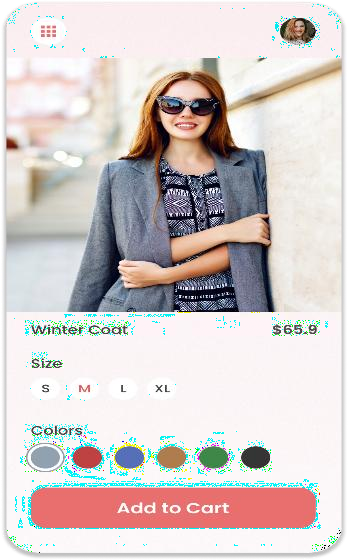 Winter Coat $65.9
Size
S M L XL
Colors
Add to Cart